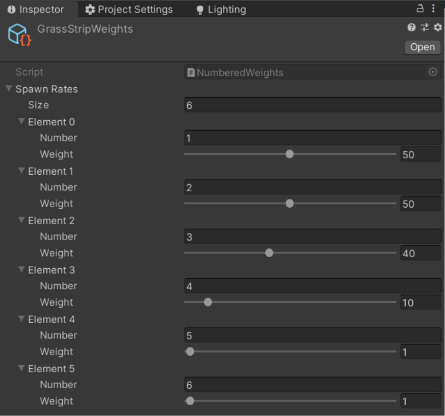 Inspector Project Settings Lighting
GrassStripWeights
Open
Script NumberedWeights
Spawn Rates
Size 6
Element 0
Number 1
Weight 50
Element 1
Number 2
Weight 50
Element 2
Number 3
Weight 40
Element 3
Number 4
Weight 10
Element 4
Number 5
Weight 1
Element 5
Number 6
Weight 1